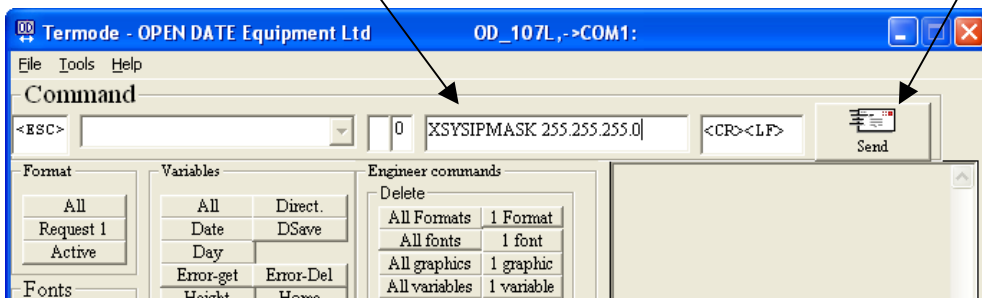 Termode - OPEN DATE Equipment Ltd OD_107L,->COM1:
File Tools Help
Command
<ESC> 0 XSYSIPMASK 255.255.255.0 <CR><LF> Send
Format Variables Engineer commands
Delete
All All Direct. All Formats 1 Format
Request 1 Date DSave All fonts 1 font
Active Day All graphics 1 graphic
Error-get Error-Del All variables 1 variable
Fonts Height Home